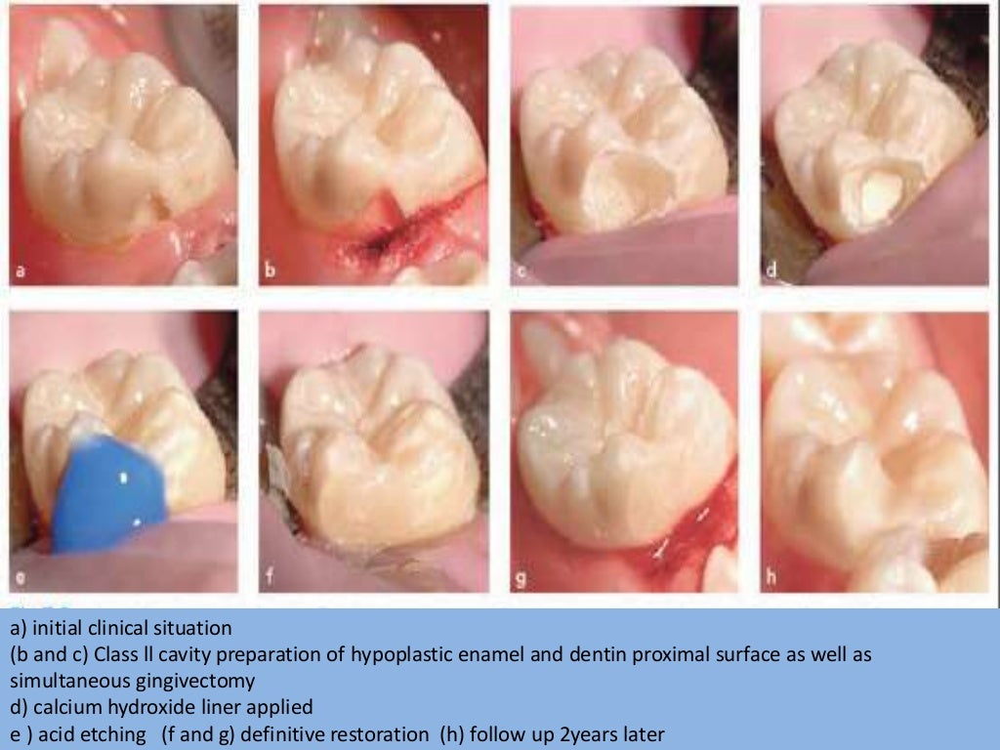 a
b
c
d
e
f
g
h
a) initial clinical situation
(b and c) Class ll cavity preparation of hypoplastic enamel and dentin proximal surface as well as
simultaneous gingivectomy
d) calcium hydroxide liner applied
e ) acid etching   (f and g) definitive restoration  (h) follow up 2years later